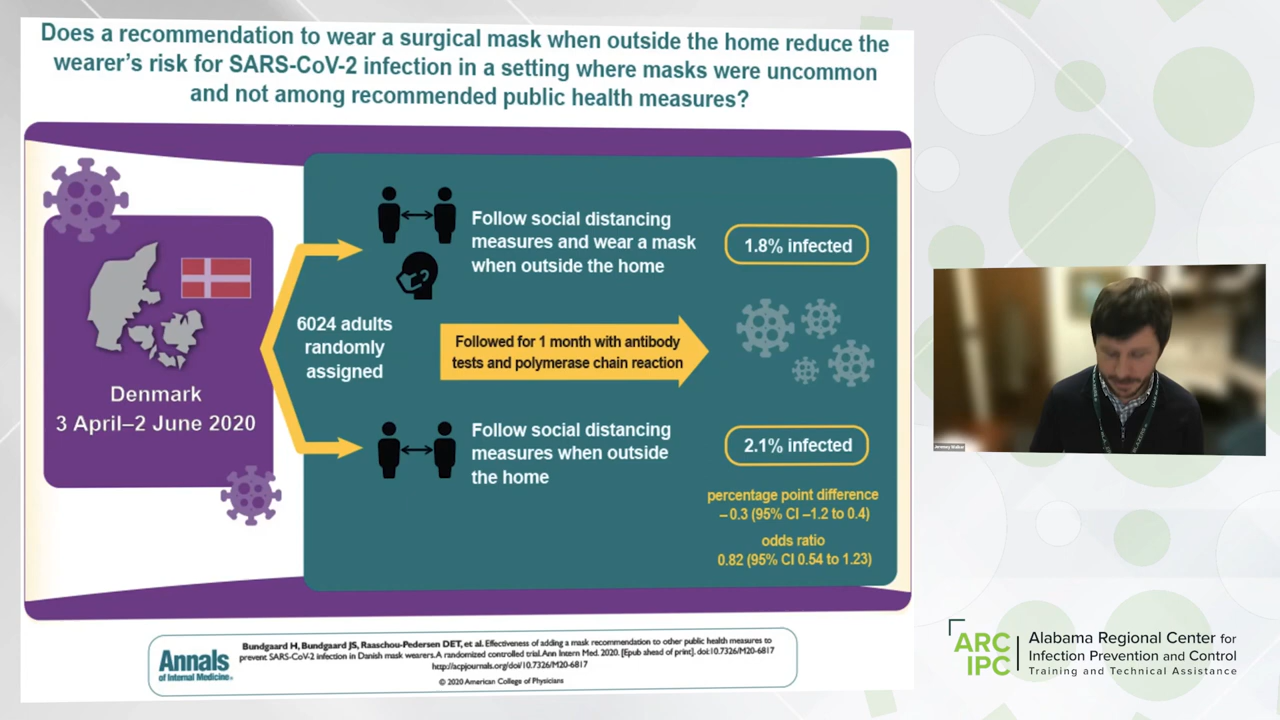 Does a recommendation to wear a surgical mask when outside the home reduce the
wearer's risk for SARS-CoV-2 infection in a setting where masks were uncommon
and not among recommended public health measures?
Follow social distancing
measures and wear a mask
when outside the home
1.8% infected
6024 adults
randomly
assigned
Followed for 1 month with antibody
tests and polymerase chain reaction
Denmark
3 April–2 June 2020
Follow social distancing
measures when outside
the home
2.1% infected
percentage point difference
–0.3 (95% CI –1.2 to 0.4)
odds ratio
0.82 (95% CI 0.54 to 1.23)
Annals
of Internal Medicine®
Bundgaard H, Bundgaard JS, Raaschou-Pedersen DET, et al. Effectiveness of adding a mask recommendation to other public health measures to
prevent SARS-CoV-2 infection in Danish mask wearers. A randomized controlled trial. Ann Intern Med. 2020. [Epub ahead of print]. doi:10.7326/M20-6817
http://acpjournals.org/doi/10.7326/M20-6817
© 2020 American College of Physicians
Jeremey Walker
ARC
IPC
Alabama Regional Center for
Infection Prevention and Control
Training and Technical Assistance